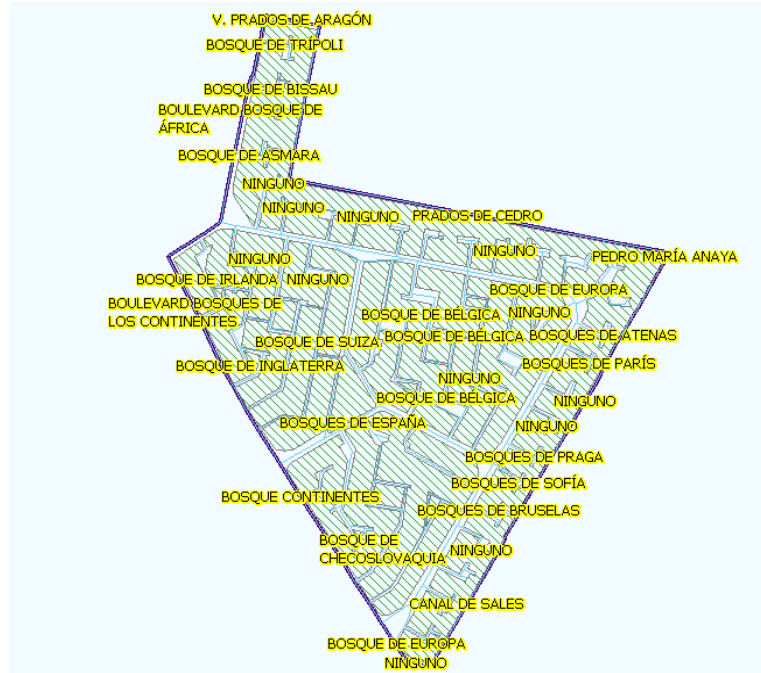 V. PRADOS DE ARAGÓN
BOSQUE DE TRÍPOLI
BOSQUE DE BISSAU
BOULEVARD BOSQUE DE
ÁFRICA
BOSQUE DE ASMARA
NINGUNO
NINGUNO
NINGUNO
PRADOS DE CEDRO
NINGUNO
PEDRO MARÍA ANAYA
NINGUNO
BOSQUE DE IRLANDA
NINGUNO
BOSQUE DE EUROPA
BOULEVARD BOSQUES DE
LOS CONTINENTES
BOSQUE DE BÉLGICA
NINGUNO
BOSQUE DE SUIZA
BOSQUE DE BÉLGICA
BOSQUES DE ATENAS
BOSQUE DE INGLATERRA
BOSQUES DE PARÍS
NINGUNO
BOSQUE DE BÉLGICA
NINGUNO
BOSQUES DE ESPAÑA
NINGUNO
BOSQUES DE PRAGA
BOSQUES DE SOFÍA
BOSQUE CONTINENTES
BOSQUES DE BRUSELAS
BOSQUE DE
CHECOSLOVAQUIA
NINGUNO
CANAL DE SALES
BOSQUE DE EUROPA
NINGUNO